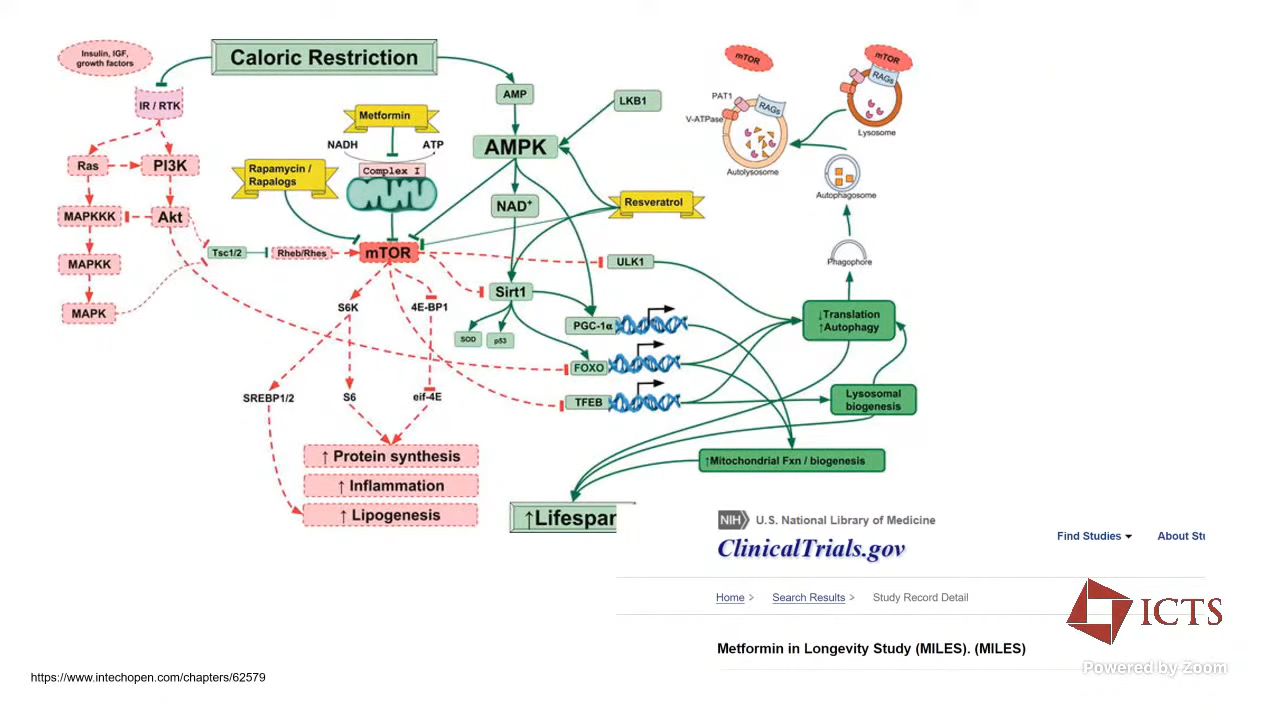 Insulin, IGF,
growth factors
Caloric Restriction
mTOR
mTOR
RAGs
Lysosome
PAT1
RAGs
V-ATPase
Autolysosome
IR / RTK
AMP
LKB1
Metformin
NADH
ATP
AMPK
Complex I
Ras
PI3K
Rapamycin /
Rapalogs
Autophagosome
NAD+
Resveratrol
MAPKKK
Akt
Tsc1/2
Rheb/Rhes
mTOR
ULK1
Phagophore
MAPKK
Sirt1
MAPK
S6K
4E-BP1
SOD
p53
PGC-1α
↓Translation
↑Autophagy
FOXO
SREBP1/2
S6
eif-4E
TFEB
Lysosomal
biogenesis
↑ Protein synthesis
↑ Inflammation
↑ Lipogenesis
↑Mitochondrial Fxn / biogenesis
↑Lifespar
NIH U.S. National Library of Medicine
ClinicalTrials.gov
Find Studies
About Stu
Home >
Search Results >
Study Record Detail
ICTS
Metformin in Longevity Study (MILES). (MILES)
Powered by Zoom
https://www.intechopen.com/chapters/62579